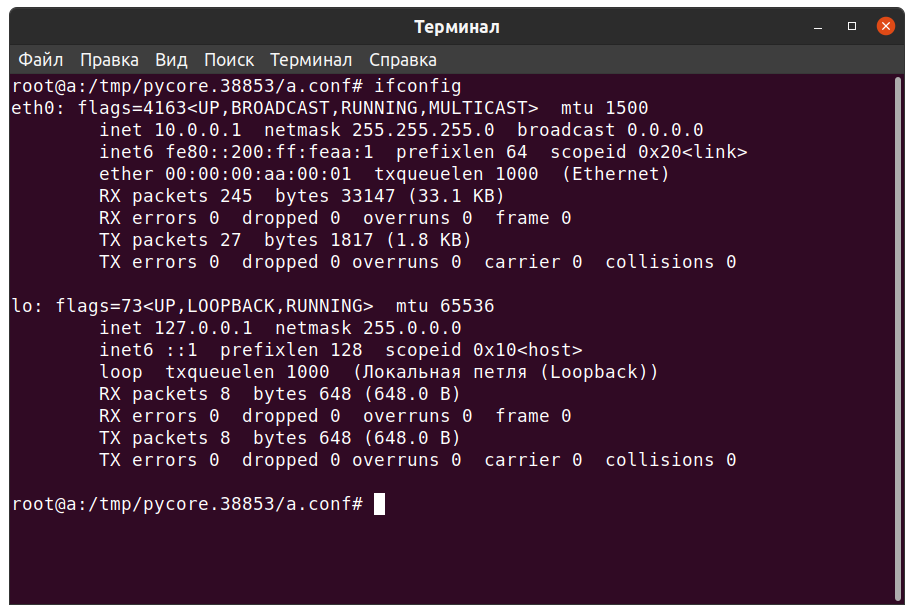 Терминал
Файл Правка Вид Поиск Терминал Справка
root@a:/tmp/pycore.38853/a.conf# ifconfig
eth0: flags=4163<UP,BROADCAST,RUNNING,MULTICAST>  mtu 1500
        inet 10.0.0.1  netmask 255.255.255.0  broadcast 0.0.0.0
        inet6 fe80::200:ff:feaa:1  prefixlen 64  scopeid 0x20<link>
        ether 00:00:00:aa:00:01  txqueuelen 1000  (Ethernet)
        RX packets 245  bytes 33147 (33.1 KB)
        RX errors 0  dropped 0  overruns 0  frame 0
        TX packets 27  bytes 1817 (1.8 KB)
        TX errors 0  dropped 0 overruns 0  carrier 0  collisions 0

lo: flags=73<UP,LOOPBACK,RUNNING>  mtu 65536
        inet 127.0.0.1  netmask 255.0.0.0
        inet6 ::1  prefixlen 128  scopeid 0x10<host>
        loop  txqueuelen 1000  (Локальная петля (Loopback))
        RX packets 8  bytes 648 (648.0 B)
        RX errors 0  dropped 0  overruns 0  frame 0
        TX packets 8  bytes 648 (648.0 B)
        TX errors 0  dropped 0 overruns 0  carrier 0  collisions 0

root@a:/tmp/pycore.38853/a.conf#